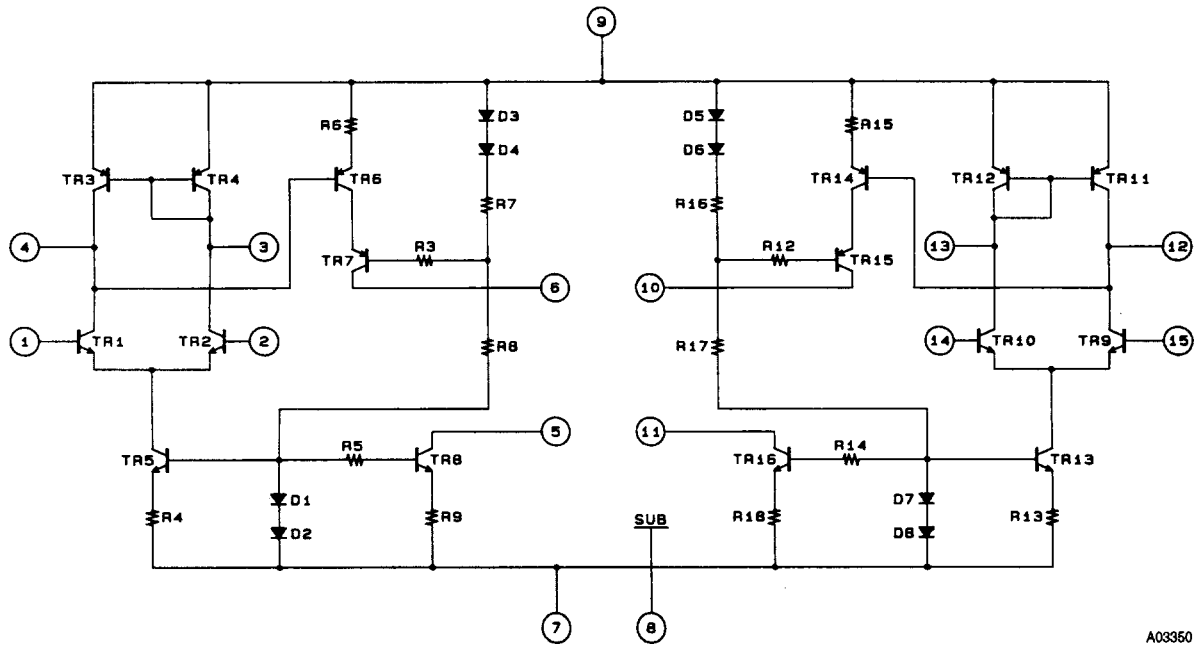 9
R6 D3 D5 R15
TR3 TR4 TR6 D4 D6 TR14 TR12 TR11
R7 R16
4 3 R3 R12 13 12
TR7 TR15
6 10
1 TR1 TR2 2 R8 R17 14 TR10 TR9 15
5 11
TR5 R5 TR8 TR16 R14 TR13
D1 D7
R4 R9 SUB R18 R13
D2 D8
7 8
A03350